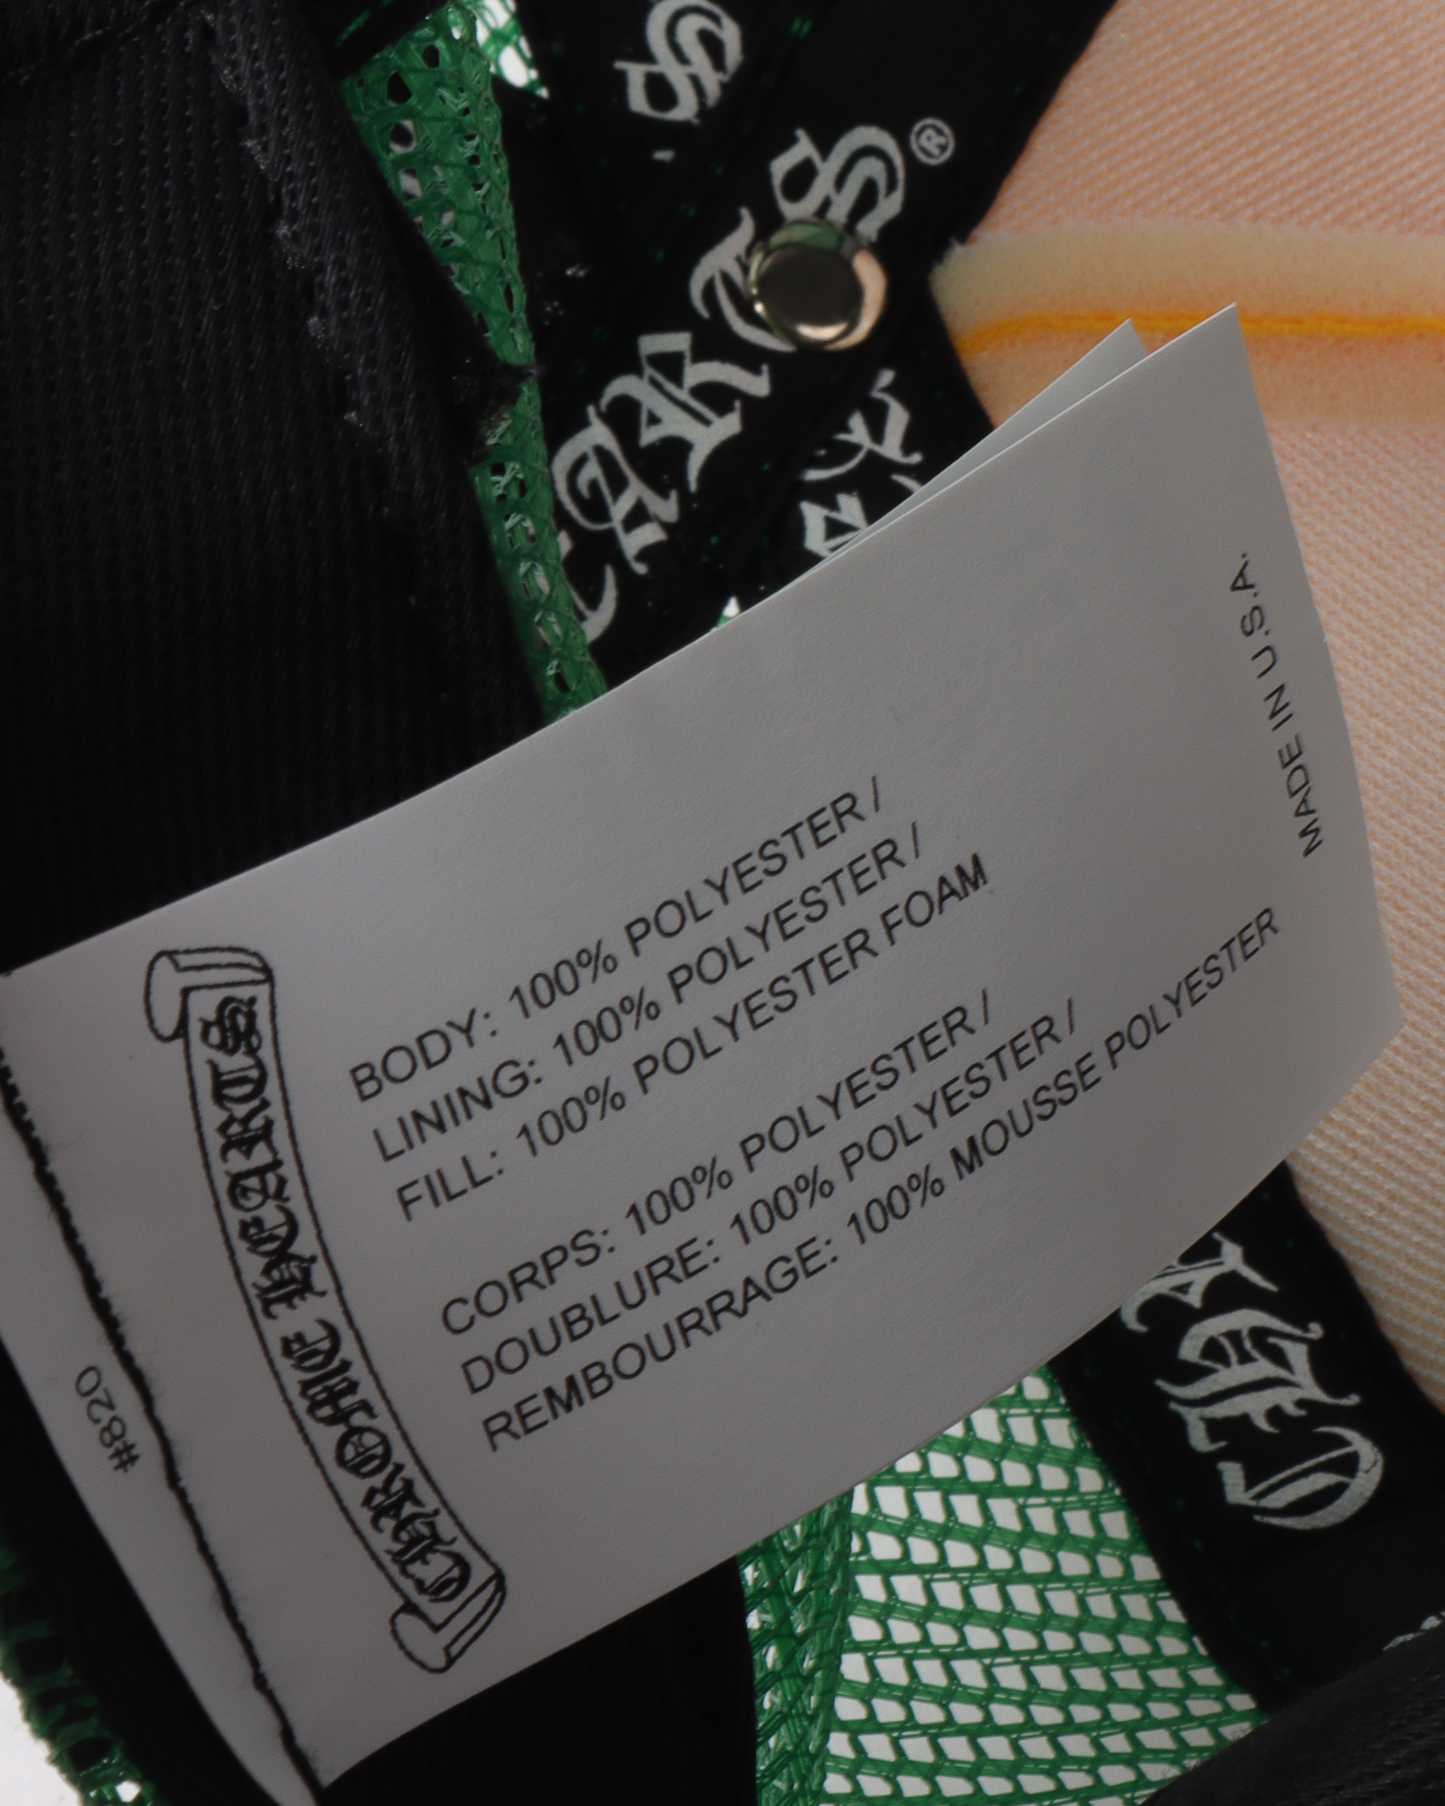 CHROME HEARTS
BODY: 100% POLYESTER /
LINING: 100% POLYESTER /
FILL: 100% POLYESTER FOAM
CORPS: 100% POLYESTER /
DOUBLURE: 100% POLYESTER /
REMBOURRAGE: 100% MOUSSE POLYESTER
MADE IN U.S.A.
#820